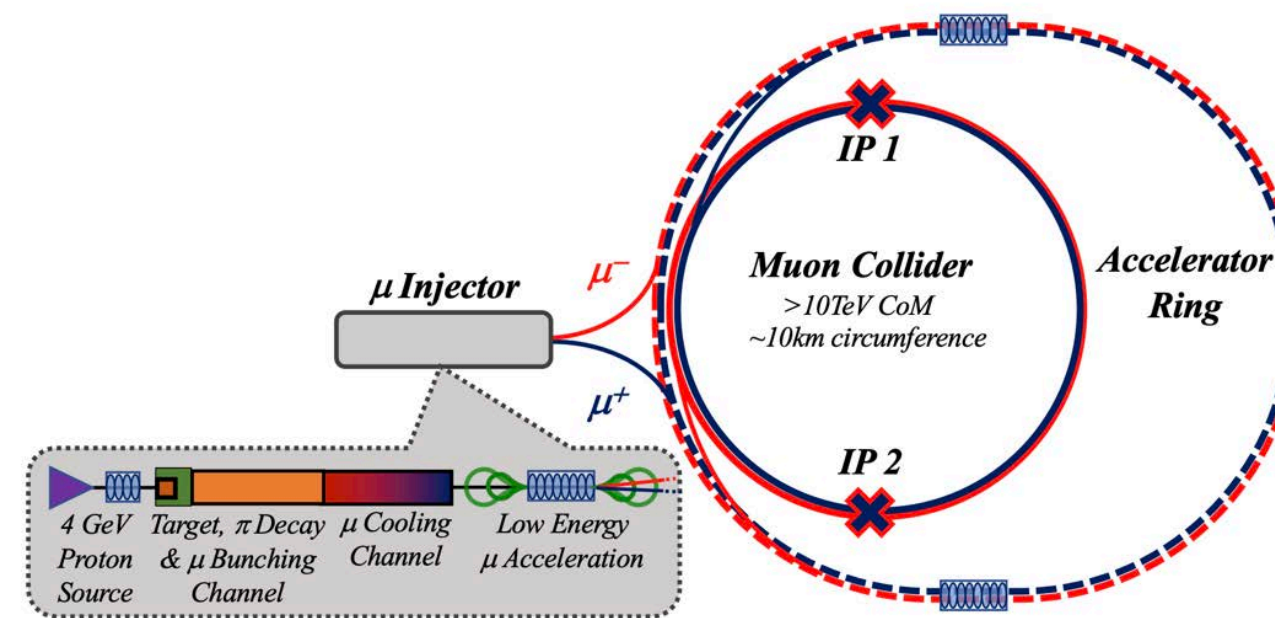 IP 1
Muon Collider
>10TeV CoM
~10km circumference
Accelerator
Ring
μ Injector
μ−
μ+
IP 2
4 GeV
Proton
Source
Target, π Decay
& μ Bunching
Channel
μ Cooling
Channel
Low Energy
μ Acceleration